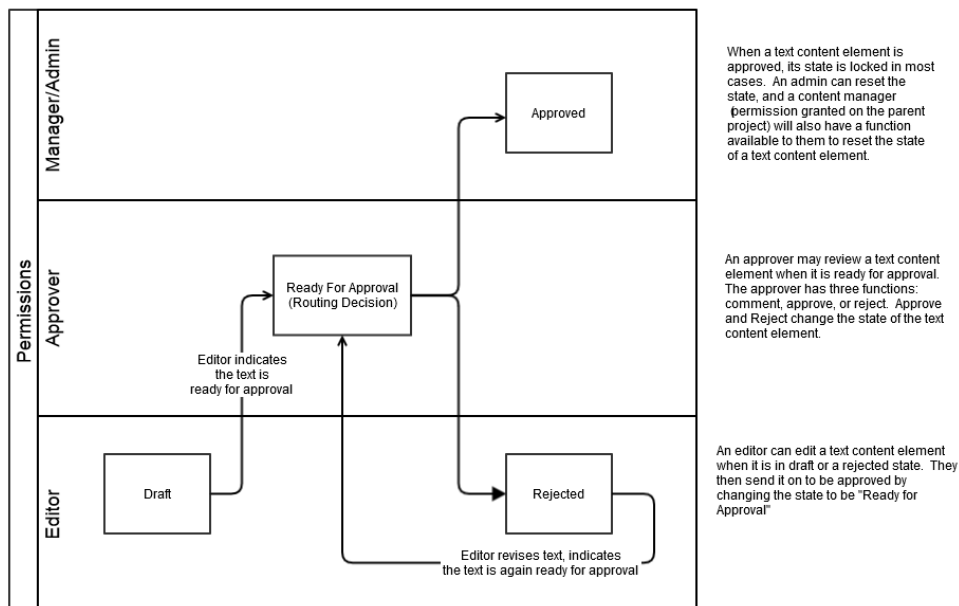 Permissions
Manager/Admin
Approved
When a text content element is
approved, its state is locked in most
cases.  An admin can reset the
state, and a content manager
(permission granted on the parent
project) will also have a function
available to them to reset the state
of a text content element.
Approver
Ready For Approval
(Routing Decision)
Editor indicates
the text is
ready for approval
An approver may review a text content
element when it is ready for approval.
The approver has three functions:
comment, approve, or reject.  Approve
and Reject change the state of the text
content element.
Editor
Draft
Rejected
Editor revises text, indicates
the text is again ready for approval
An editor can edit a text content element
when it is in draft or a rejected state.  They
then send it on to be approved by
changing the state to be "Ready for
Approval"